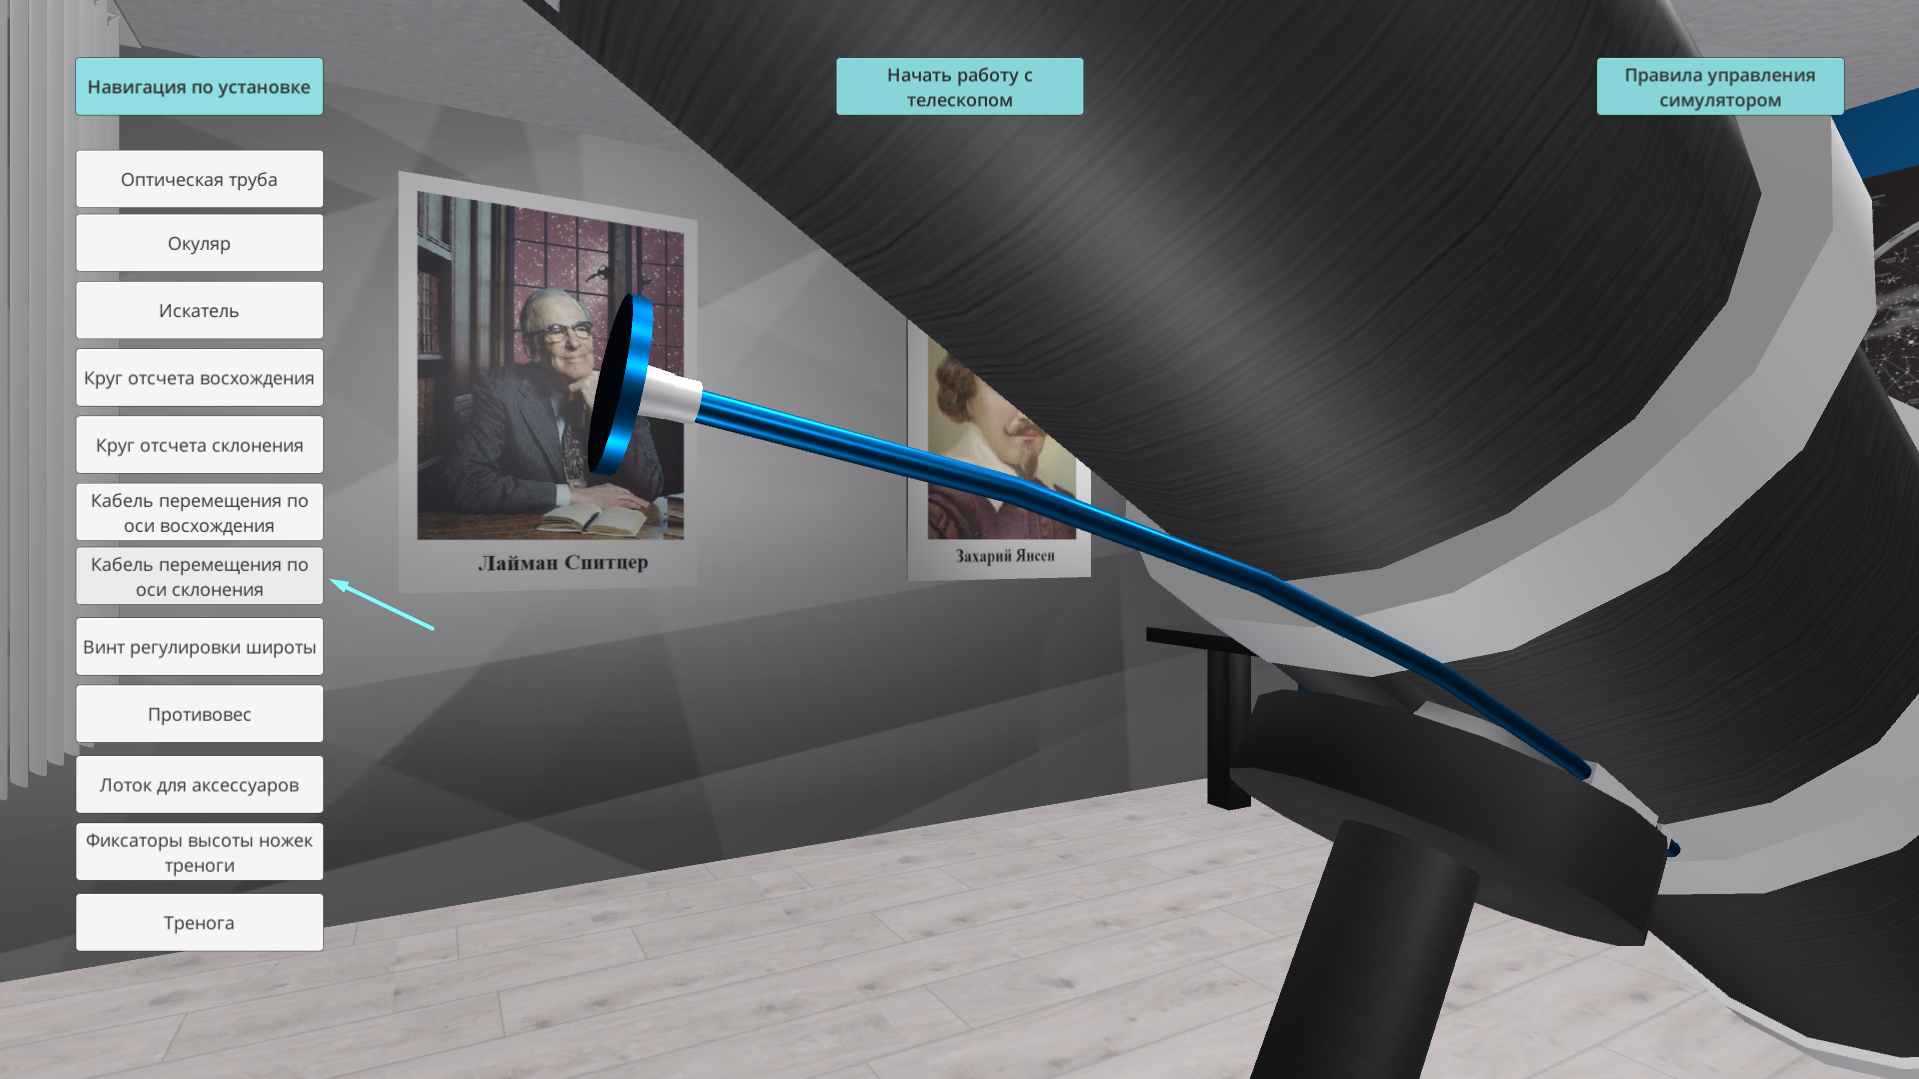 Навигация по установке
Начать работу с
телескопом
Правила управления
симулятором
Оптическая труба
Окуляр
Искатель
Круг отсчета восхождения
Круг отсчета склонения
Кабель перемещения по
оси восхождения
Кабель перемещения по
оси склонения
Винт регулировки широты
Противовес
Лоток для аксессуаров
Фиксаторы высоты ножек
треноги
Тренога
Лайман Спитцер
Захарий Янсен